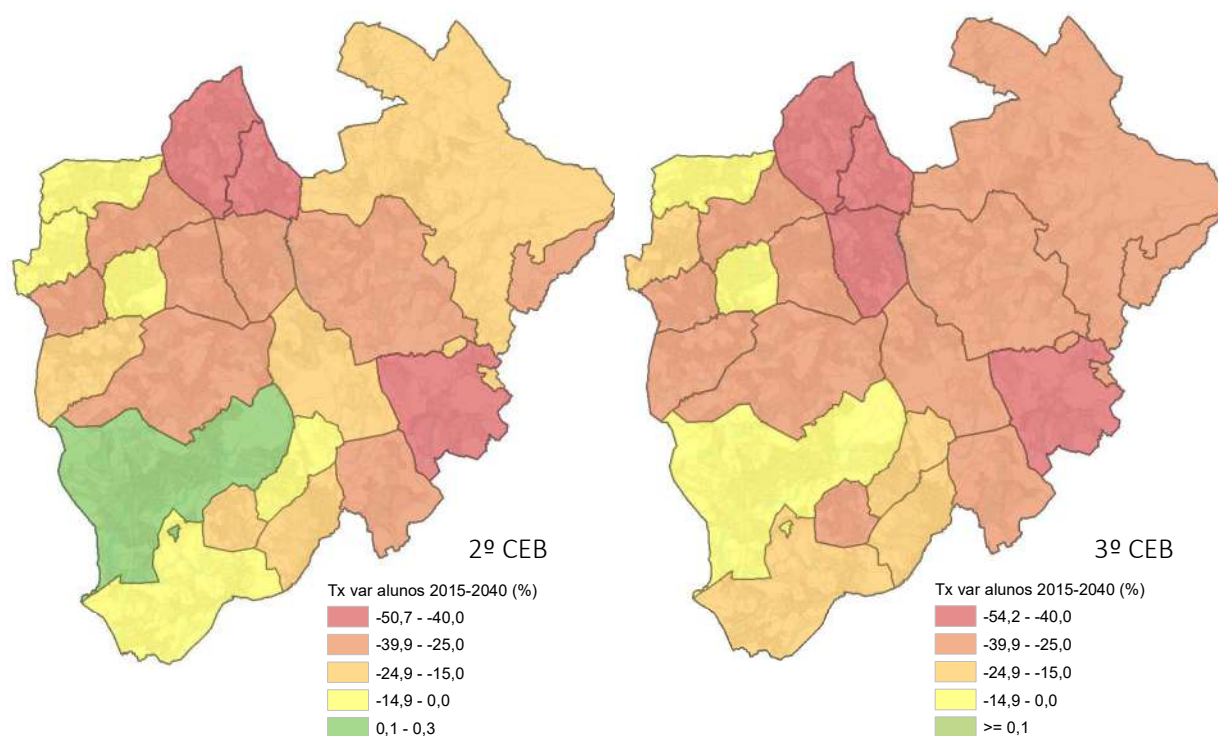 2º CEB
Tx var alunos 2015-2040 (%)
-50,7 - -40,0
-39,9 - -25,0
-24,9 - -15,0
-14,9 - 0,0
0,1 - 0,3
3º CEB
Tx var alunos 2015-2040 (%)
-54,2 - -40,0
-39,9 - -25,0
-24,9 - -15,0
-14,9 - 0,0
>= 0,1